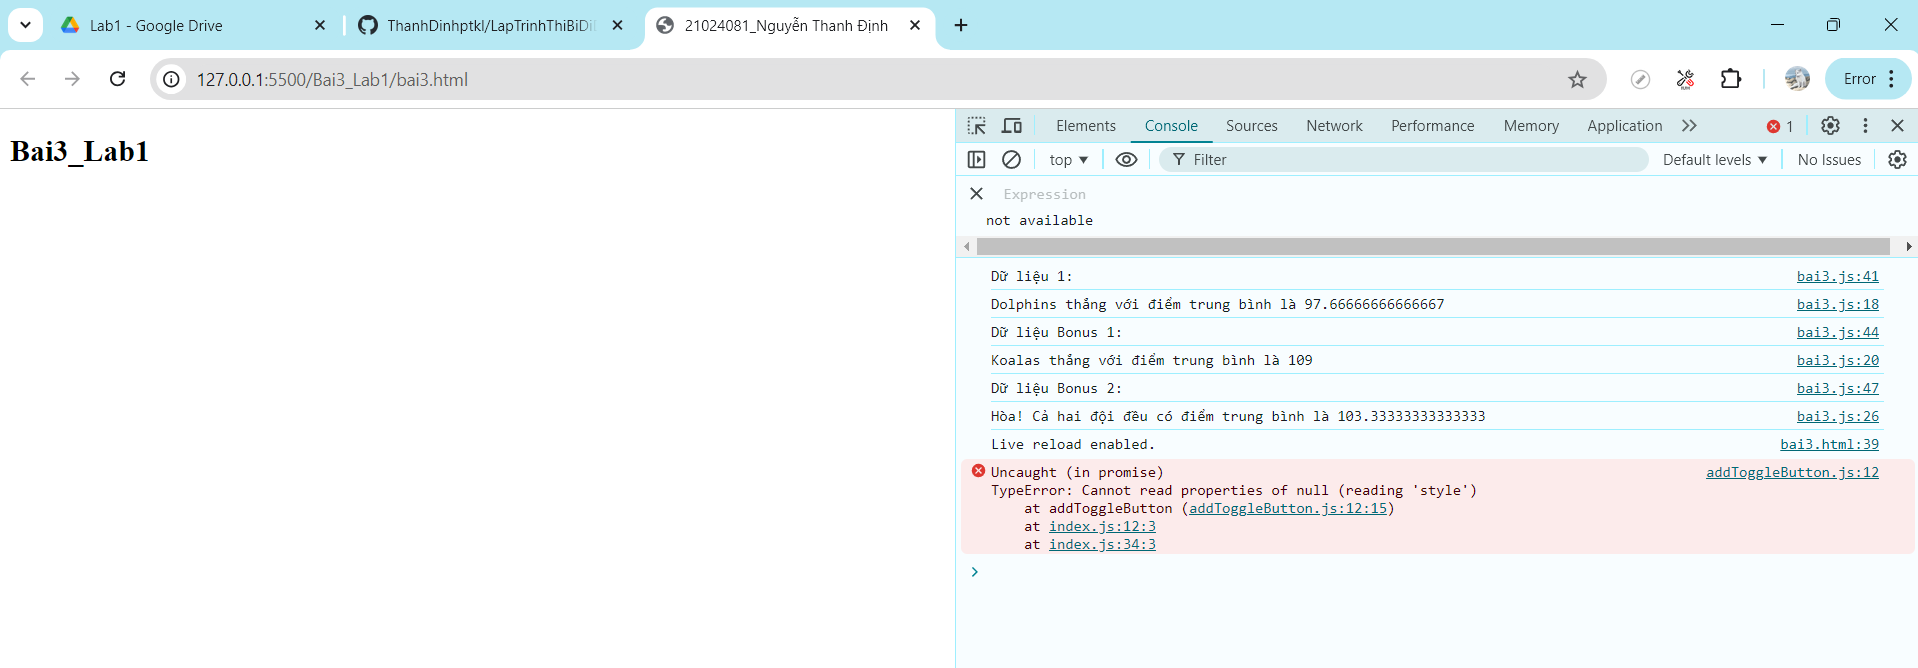 Lab1 - Google Drive
ThanhDinhptkl/LapTrinhThiBiDi
21024081_Nguyễn Thanh Định
127.0.0.1:5500/Bai3_Lab1/bai3.html
Error
Bai3_Lab1
Elements Console Sources Network Performance Memory Application 1
top Filter Default levels No Issues
Expression
not available
Dữ liệu 1: bai3.js:41
Dolphins thắng với điểm trung bình là 97.66666666666667 bai3.js:18
Dữ liệu Bonus 1: bai3.js:44
Koalas thắng với điểm trung bình là 109 bai3.js:20
Dữ liệu Bonus 2: bai3.js:47
Hòa! Cả hai đội đều có điểm trung bình là 103.33333333333333 bai3.js:26
Live reload enabled. bai3.html:39
Uncaught (in promise) addToggleButton.js:12
TypeError: Cannot read properties of null (reading 'style')
at addToggleButton (addToggleButton.js:12:15)
at index.js:12:3
at index.js:34:3